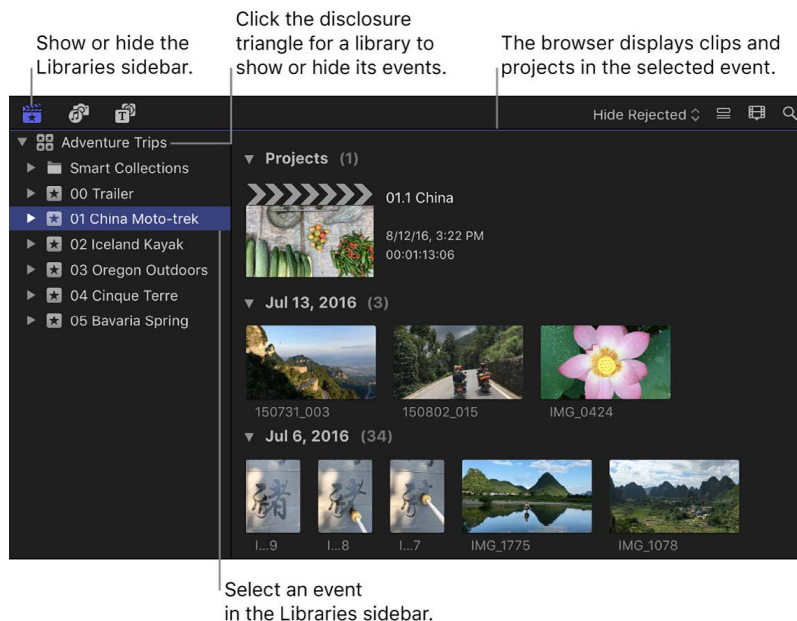 Show or hide the
Libraries sidebar.
Click the disclosure
triangle for a library to
show or hide its events.
The browser displays clips and
projects in the selected event.
Hide Rejected
Adventure Trips
Smart Collections
00 Trailer
01 China Moto-trek
02 Iceland Kayak
03 Oregon Outdoors
04 Cinque Terre
05 Bavaria Spring
Projects (1)
01.1 China
8/12/16, 3:22 PM
00:01:13:06
Jul 13, 2016 (3)
150731_003 150802_015 IMG_0424
Jul 6, 2016 (34)
豬
I...9 I...8 I...7 IMG_1775 IMG_1078
Select an event
in the Libraries sidebar.